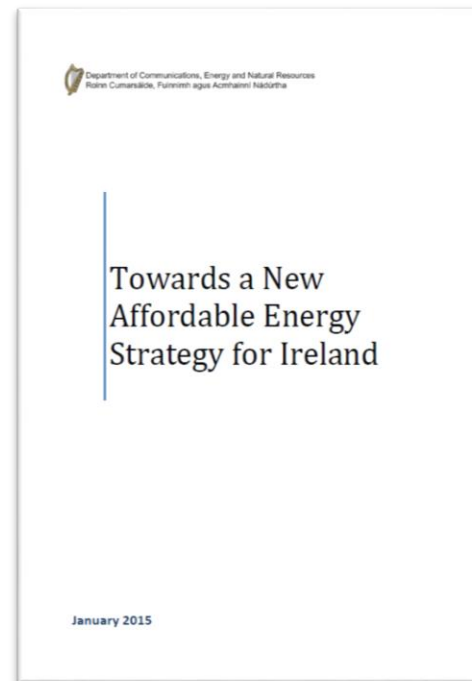 Department of Communications, Energy and Natural Resources
Roinn Cumarsáide, Fuinnimh agus Acmhainní Nádúrtha
Towards a New
Affordable Energy
Strategy for Ireland
January 2015